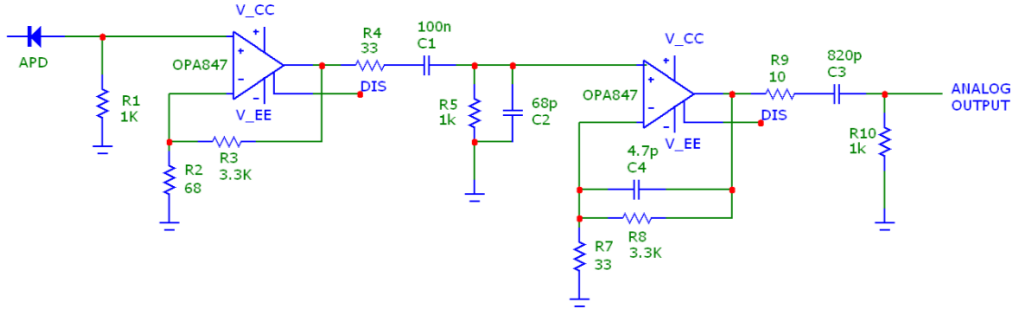 V_CC
APD
OPA847
+
+
−
−
V_EE
R1
1K
R2
68
R3
3.3K
R4
33
100n
C1
DIS
R5
1k
68p
C2
V_CC
OPA847
+
+
−
−
V_EE
DIS
4.7p
C4
R8
3.3K
R7
33
R9
10
820p
C3
R10
1k
ANALOG
OUTPUT